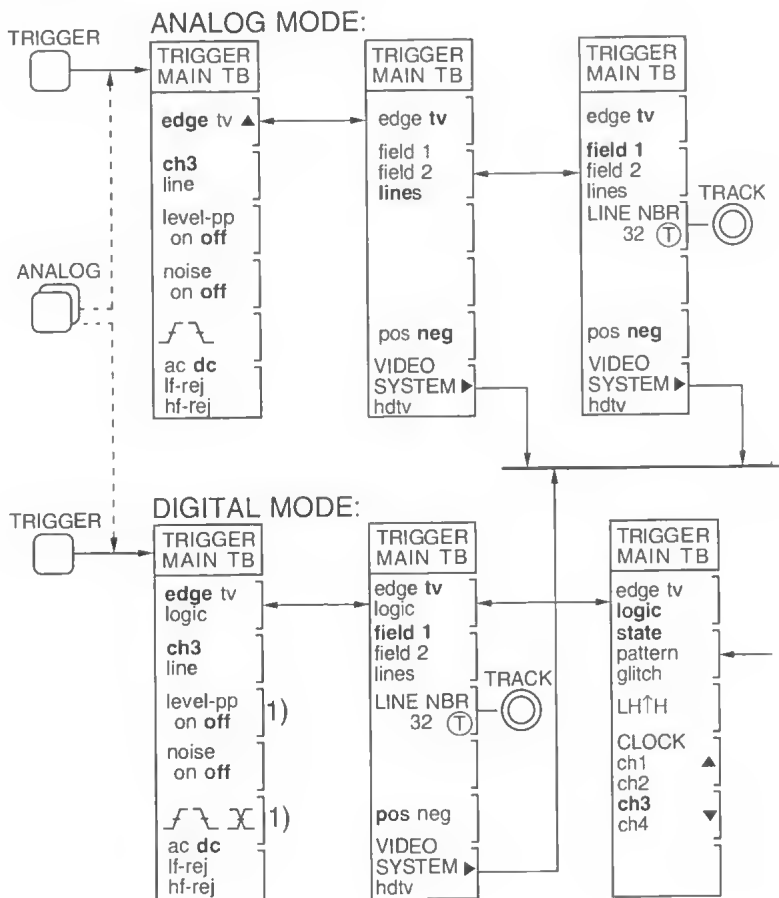 ANALOG MODE:
TRIGGER
TRIGGER
MAIN TB
edge tv ▲
ch3
line
level-pp
on off
noise
on off
ac dc
lf-rej
hf-rej
TRIGGER
MAIN TB
edge tv
field 1
field 2
lines
pos neg
VIDEO
SYSTEM ▶
hdtv
TRIGGER
MAIN TB
edge tv
field 1
field 2
lines
LINE NBR
32 Ⓣ
pos neg
VIDEO
SYSTEM ▶
hdtv
TRACK
ANALOG
DIGITAL MODE:
TRIGGER
TRIGGER
MAIN TB
edge tv
logic
ch3
line
level-pp
on off
1)
noise
on off
1)
ac dc
lf-rej
hf-rej
TRIGGER
MAIN TB
edge tv
logic
field 1
field 2
lines
LINE NBR
32 Ⓣ
pos neg
VIDEO
SYSTEM ▶
hdtv
TRACK
TRIGGER
MAIN TB
edge tv
logic
state
pattern
glitch
LH↑H
CLOCK
ch1 ▲
ch2
ch3 ▼
ch4